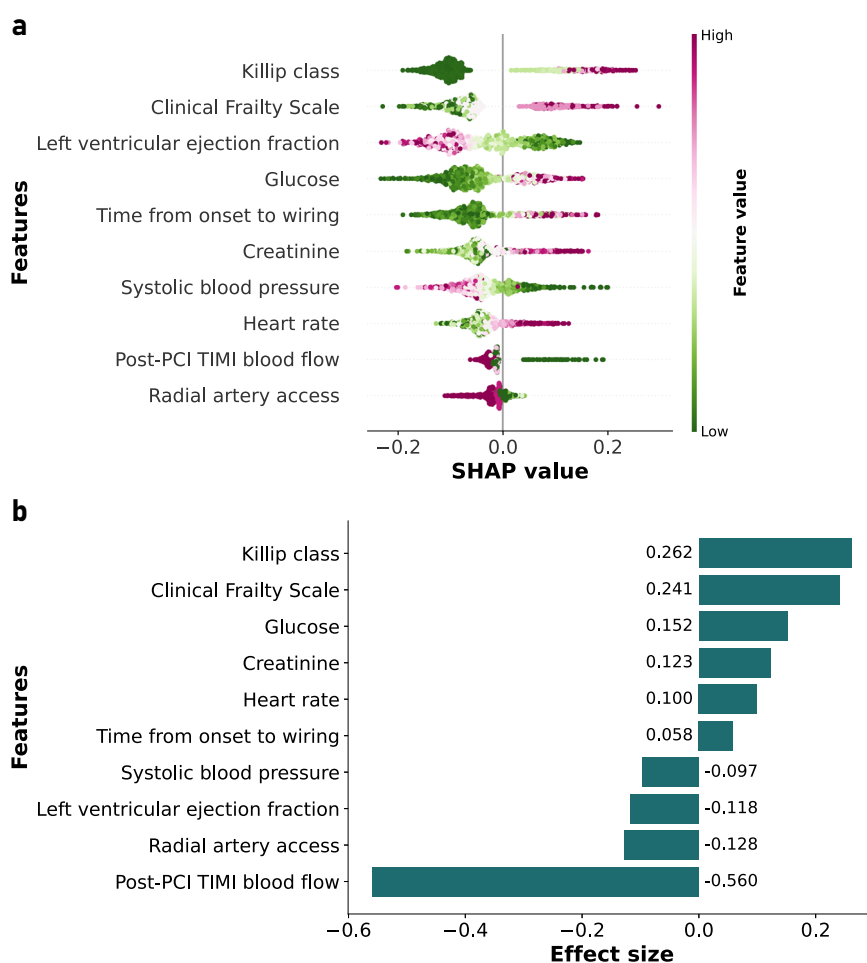 a
High
Killip class
Clinical Frailty Scale
Left ventricular ejection fraction
Glucose
Time from onset to wiring
Creatinine
Systolic blood pressure
Heart rate
Post-PCI TIMI blood flow
Radial artery access
Features
Feature value
Low
−0.2 0.0 0.2
SHAP value
b
Killip class 0.262
Clinical Frailty Scale 0.241
Glucose 0.152
Creatinine 0.123
Heart rate 0.100
Time from onset to wiring 0.058
Systolic blood pressure -0.097
Left ventricular ejection fraction -0.118
Radial artery access -0.128
Post-PCI TIMI blood flow -0.560
Features
−0.6 −0.4 −0.2 0.0 0.2
Effect size